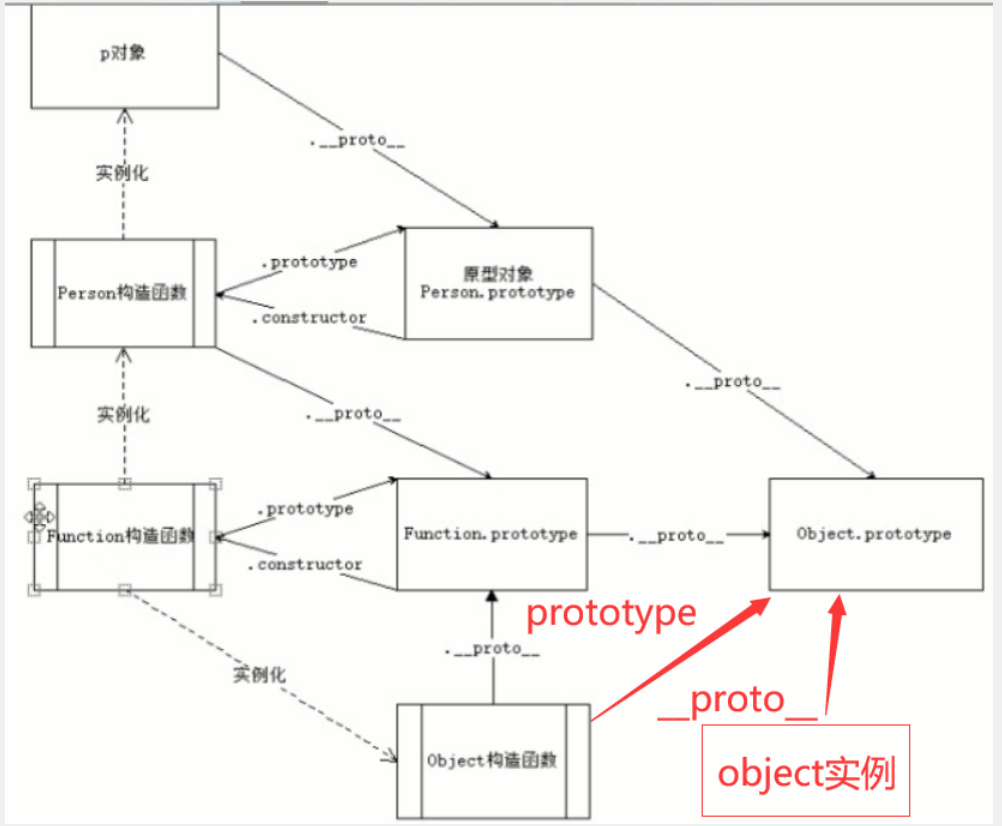 p对象
.__proto__
实例化
.prototype
原型对象
Person.prototype
Person构造函数
.constructor
.__proto__
.__proto__
实例化
.prototype
Function构造函数
Function.prototype
.__proto__
Object.prototype
.constructor
prototype
.__proto__
实例化
__proto__
Object构造函数
object实例